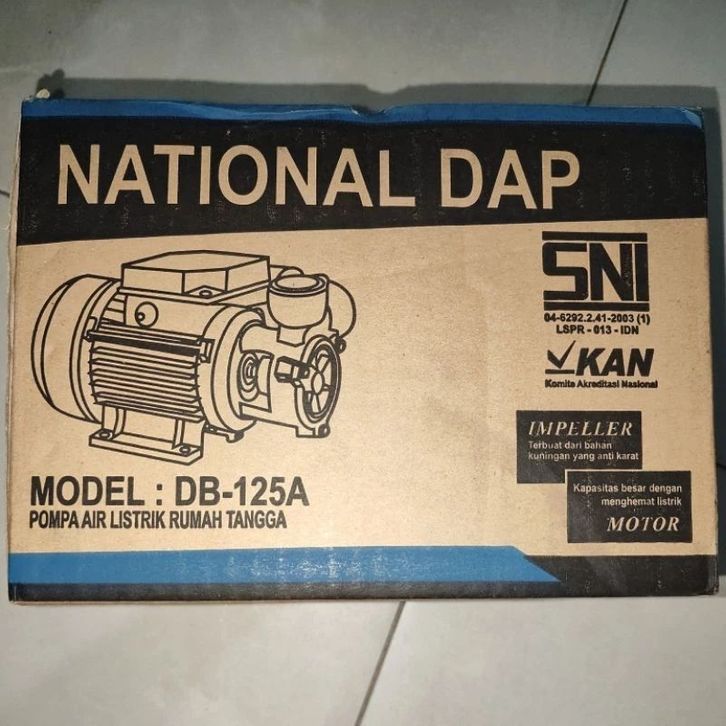 NATIONAL DAP
SNI
04-6292.2.41-2003 (1)
LSPR - 013 - IDN
KAN
Komite Akreditasi Nasional
IMPELLER
Terbuat dari bahan
kuningan yang anti karat
Kapasitas besar dengan
menghemat listrik
MOTOR
MODEL : DB-125A
POMPA AIR LISTRIK RUMAH TANGGA